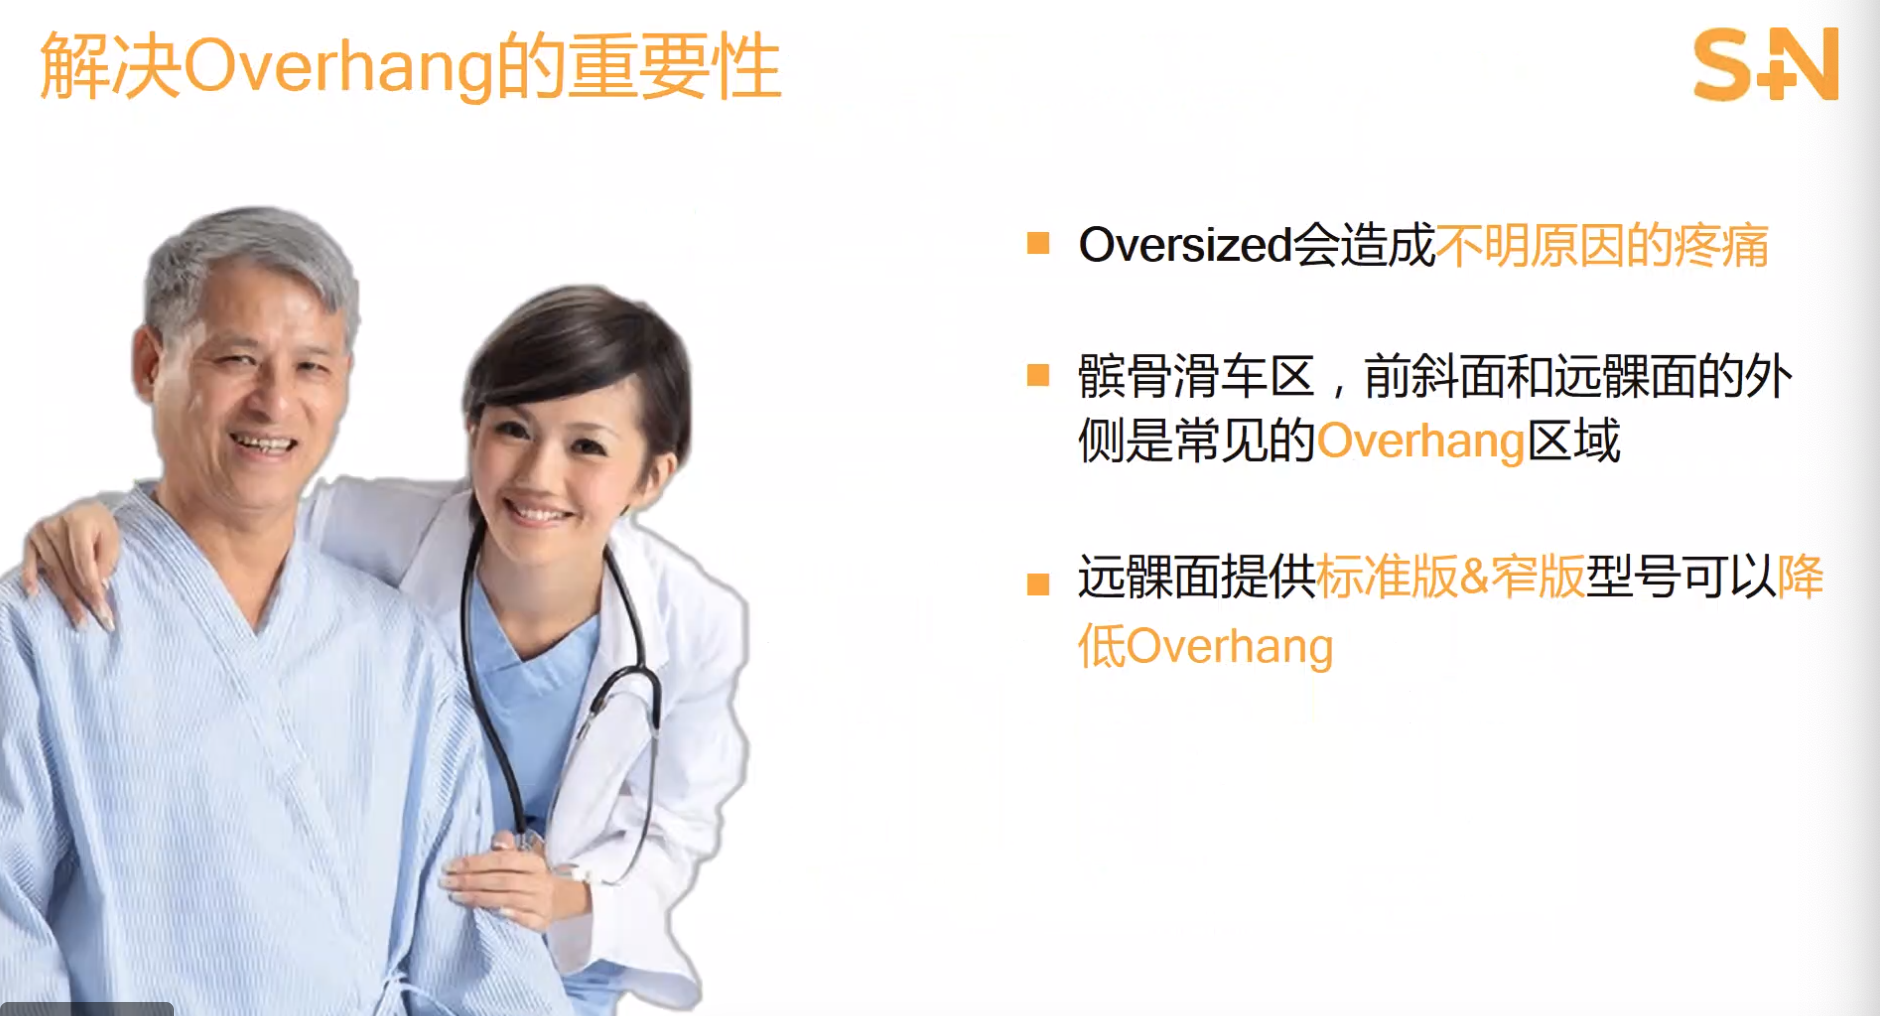 解决Overhang的重要性
S+N
Oversized会造成不明原因的疼痛
髌骨滑车区，前斜面和远髁面的外
侧是常见的Overhang区域
远髁面提供标准版&窄版型号可以降
低Overhang